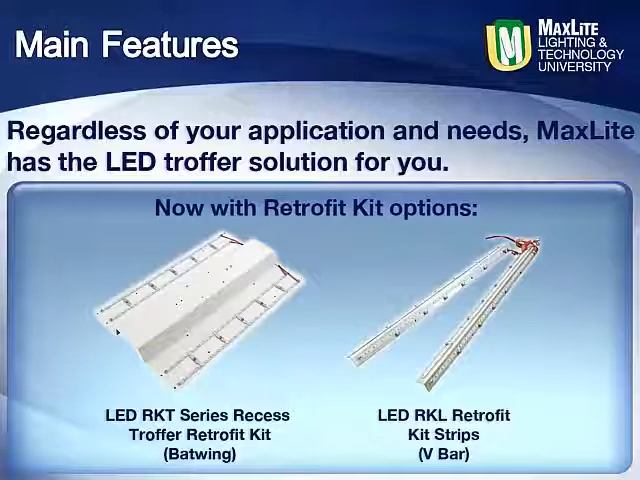 Main Features
M
MAXLITE
LIGHTING &
TECHNOLOGY
UNIVERSITY
Regardless of your application and needs, MaxLite
has the LED troffer solution for you.
Now with Retrofit Kit options:
LED RKT Series Recess
Troffer Retrofit Kit
(Batwing)
LED RKL Retrofit
Kit Strips
(V Bar)